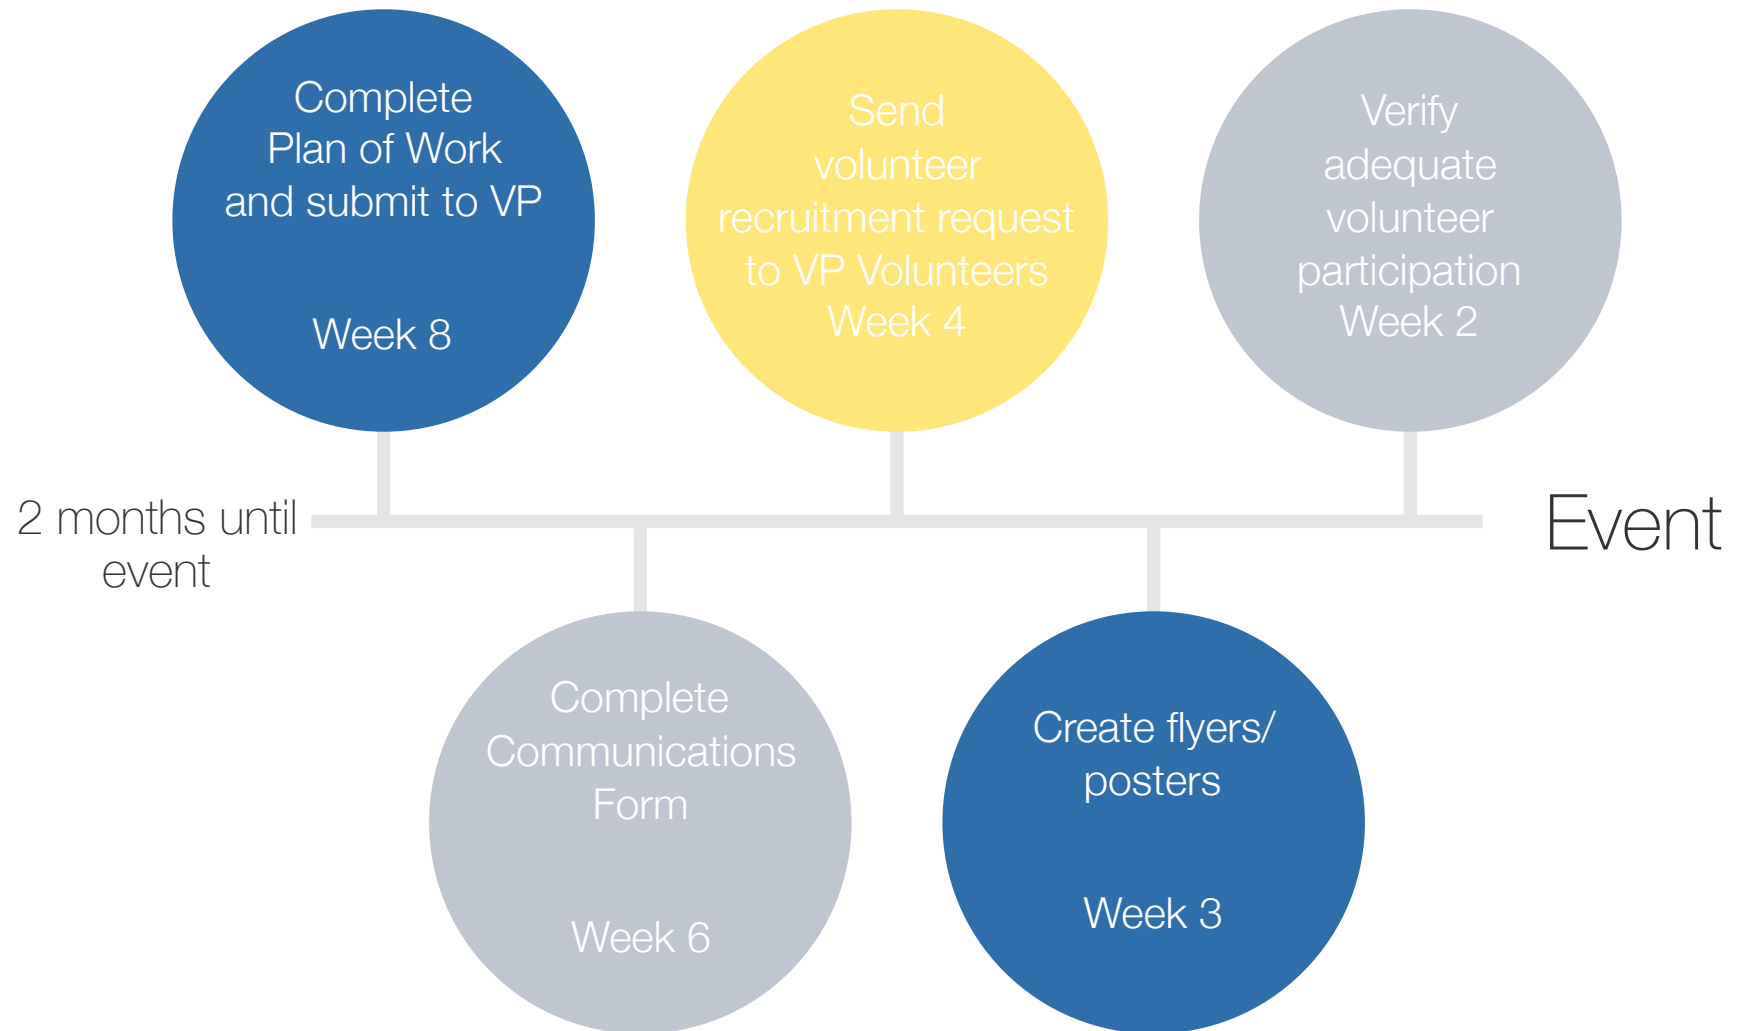 Complete
Plan of Work
and submit to VP
Week 8
Send
volunteer
recruitment request
to VP Volunteers
Week 4
Verify
adequate
volunteer
participation
Week 2
2 months until
event
Event
Complete
Communications
Form
Week 6
Create flyers/
posters
Week 3